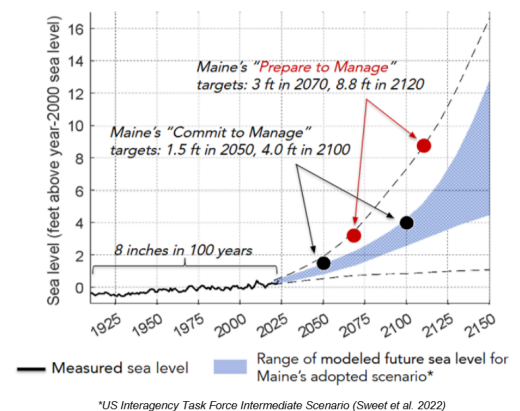 Sea level (feet above year-2000 sea level)
16
14
12
10
8
6
4
2
0
Maine's "Prepare to Manage"
targets: 3 ft in 2070, 8.8 ft in 2120
Maine's "Commit to Manage"
targets: 1.5 ft in 2050, 4.0 ft in 2100
8 inches in 100 years
1925 1950 1975 2000 2025 2050 2075 2100 2125 2150
Measured sea level
Range of modeled future sea level for
Maine's adopted scenario*
*US Interagency Task Force Intermediate Scenario (Sweet et al. 2022)